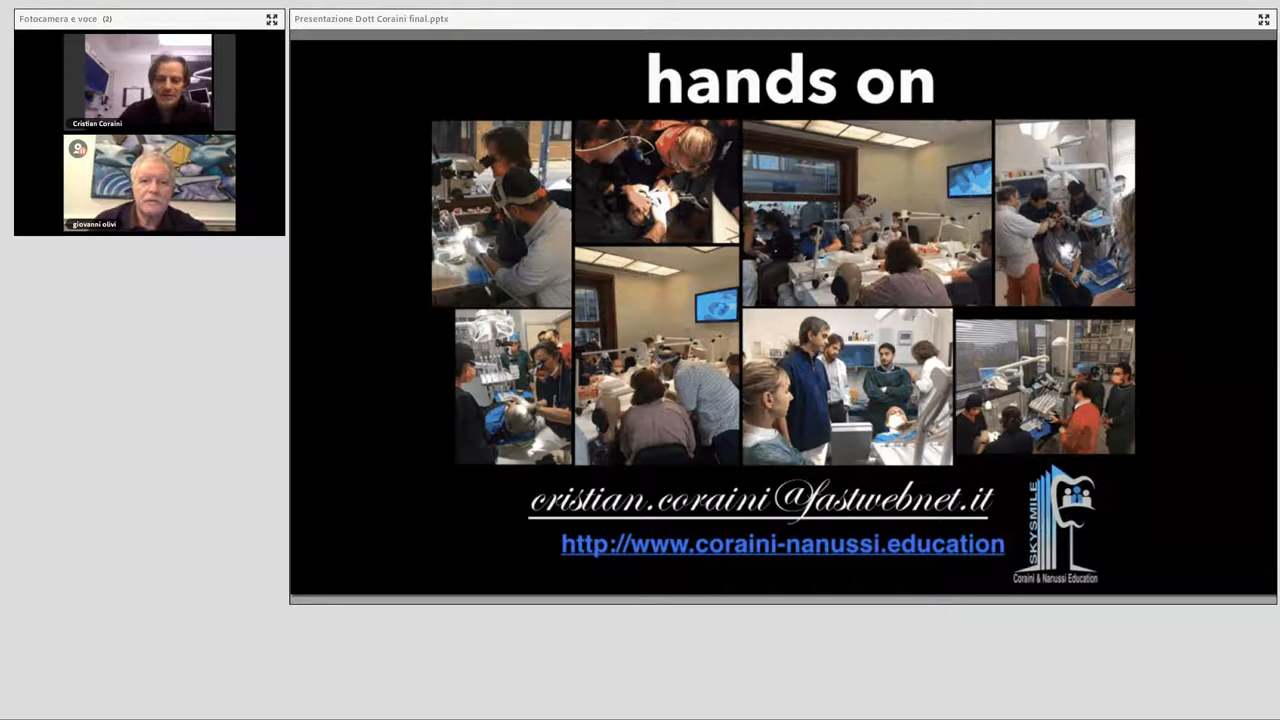 Fotocamera e voce (2)
Cristian Coraini
giovanni olivi
Presentazione Dott Coraini final.pptx
hands on
cristian.coraini@fastwebnet.it
http://www.coraini-nanussi.education
SKYSMILE
Coraini & Nanussi Education